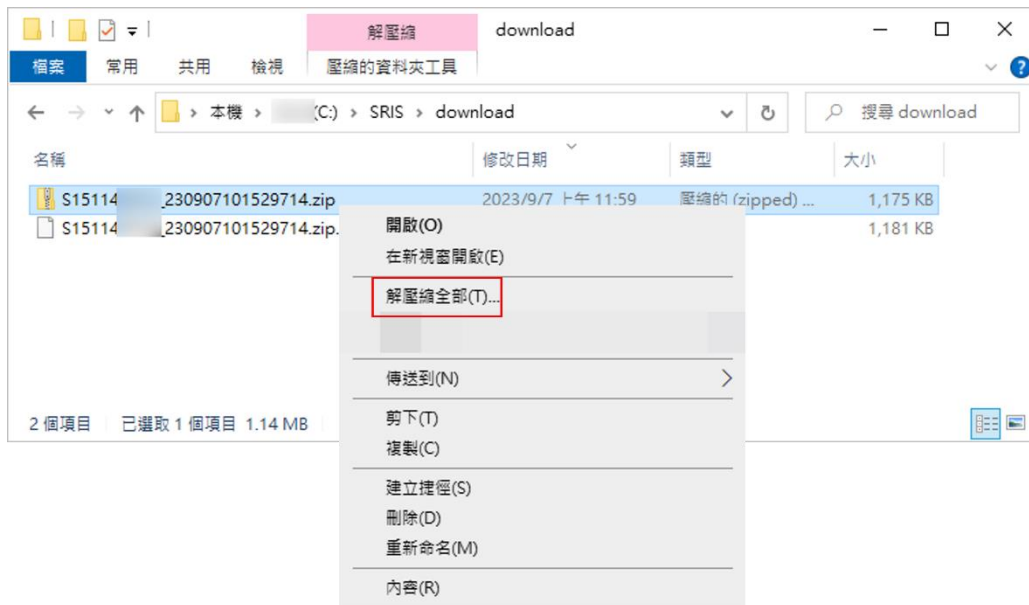 解壓縮 download
檔案 常用 共用 檢視 壓縮的資料夾工具
本機 > (C:) > SRIS > download 搜尋 download
名稱 修改日期 類型 大小
S15114 _230907101529714.zip 2023/9/7 上午 11:59 壓縮的 (zipped) ... 1,175 KB
S15114 _230907101529714.zip. 1,181 KB
開啟(O)
在新視窗開啟(E)
解壓縮全部(T)...
傳送到(N)
剪下(T)
複製(C)
建立捷徑(S)
刪除(D)
重新命名(M)
內容(R)
2 個項目 已選取 1 個項目 1.14 MB